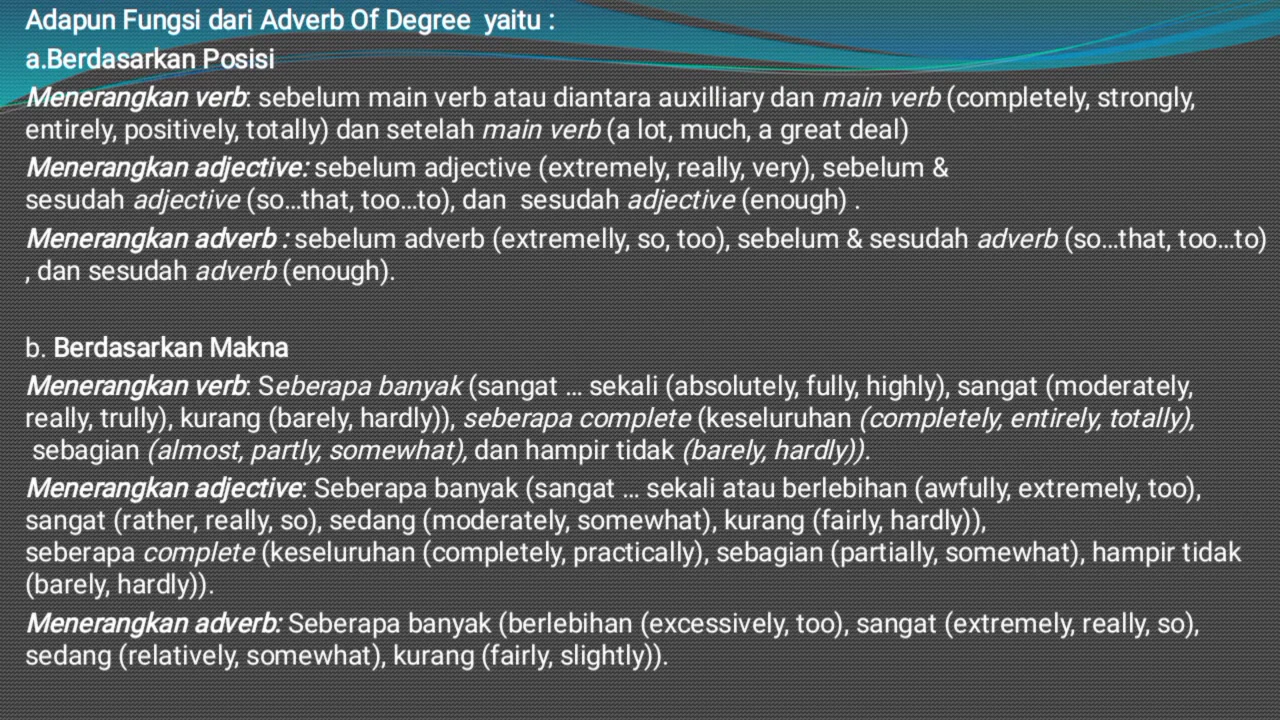 Adapun Fungsi dari Adverb Of Degree  yaitu :
a.Berdasarkan Posisi
Menerangkan verb: sebelum main verb atau diantara auxilliary dan main verb (completely, strongly,
entirely, positively, totally) dan setelah main verb (a lot, much, a great deal)
Menerangkan adjective: sebelum adjective (extremely, really, very), sebelum &
sesudah adjective (so…that, too…to), dan  sesudah adjective (enough) .
Menerangkan adverb : sebelum adverb (extremelly, so, too), sebelum & sesudah adverb (so…that, too…to)
, dan sesudah adverb (enough).
b. Berdasarkan Makna
Menerangkan verb: Seberapa banyak (sangat … sekali (absolutely, fully, highly), sangat (moderately,
really, trully), kurang (barely, hardly)), seberapa complete (keseluruhan (completely, entirely, totally),
sebagian (almost, partly, somewhat), dan hampir tidak (barely, hardly)).
Menerangkan adjective: Seberapa banyak (sangat … sekali atau berlebihan (awfully, extremely, too),
sangat (rather, really, so), sedang (moderately, somewhat), kurang (fairly, hardly)),
seberapa complete (keseluruhan (completely, practically), sebagian (partially, somewhat), hampir tidak
(barely, hardly)).
Menerangkan adverb: Seberapa banyak (berlebihan (excessively, too), sangat (extremely, really, so),
sedang (relatively, somewhat), kurang (fairly, slightly)).